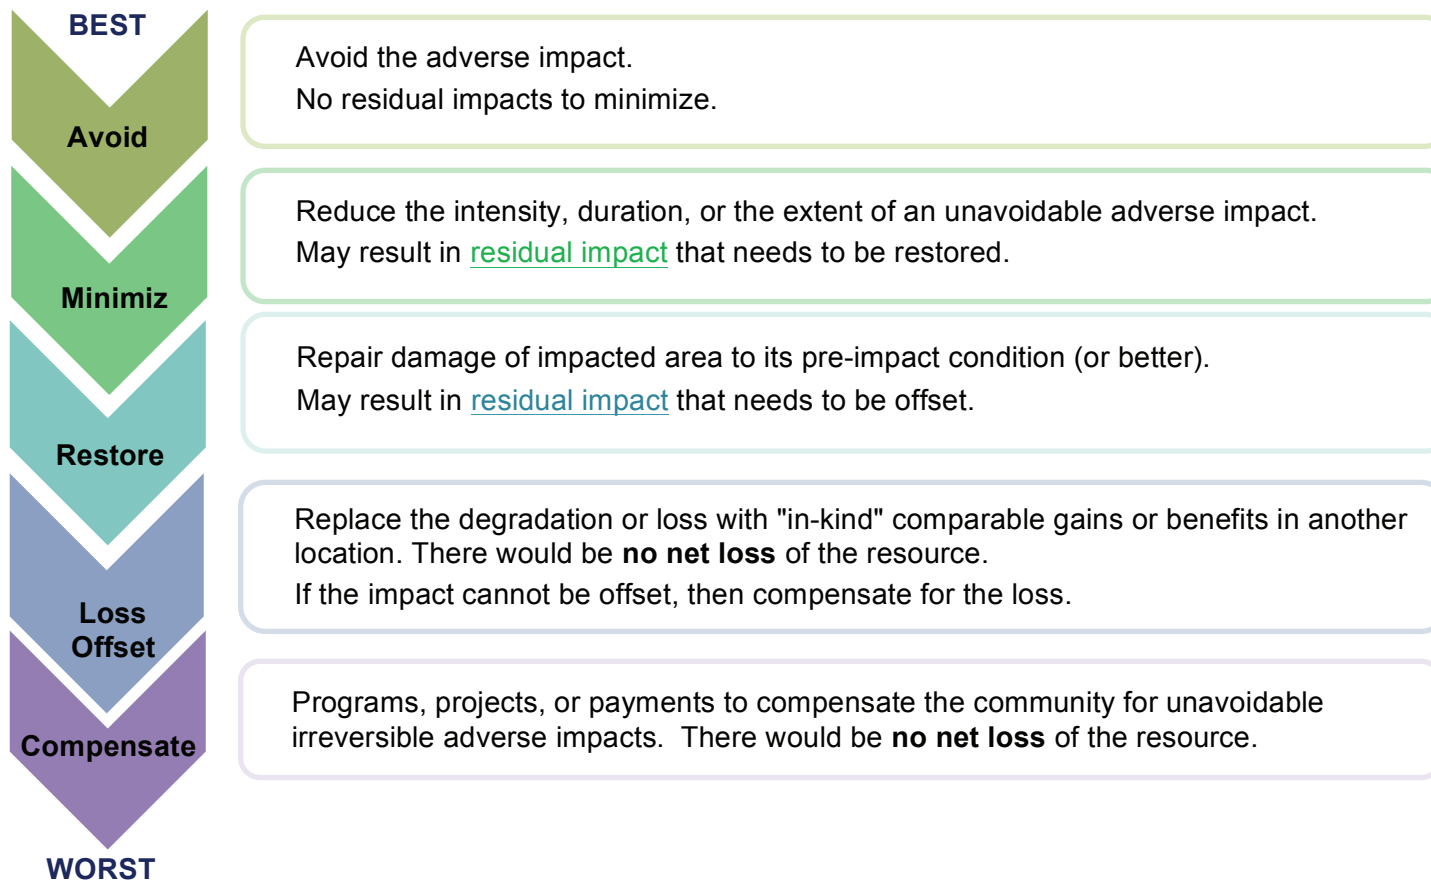 BEST
Avoid
Avoid the adverse impact.
No residual impacts to minimize.
Minimiz
Reduce the intensity, duration, or the extent of an unavoidable adverse impact.
May result in residual impact that needs to be restored.
Restore
Repair damage of impacted area to its pre-impact condition (or better).
May result in residual impact that needs to be offset.
Loss
Offset
Replace the degradation or loss with "in-kind" comparable gains or benefits in another
location. There would be no net loss of the resource.
If the impact cannot be offset, then compensate for the loss.
Compensate
Programs, projects, or payments to compensate the community for unavoidable
irreversible adverse impacts.  There would be no net loss of the resource.
WORST